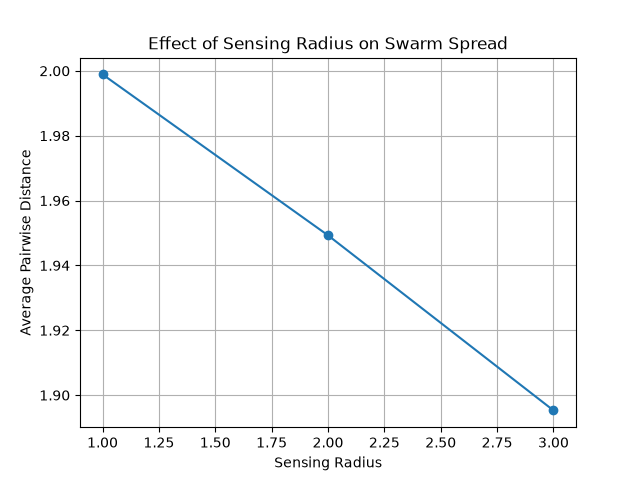 Effect of Sensing Radius on Swarm Spread
Average Pairwise Distance
2.00
1.98
1.96
1.94
1.92
1.90
1.00 1.25 1.50 1.75 2.00 2.25 2.50 2.75 3.00
Sensing Radius